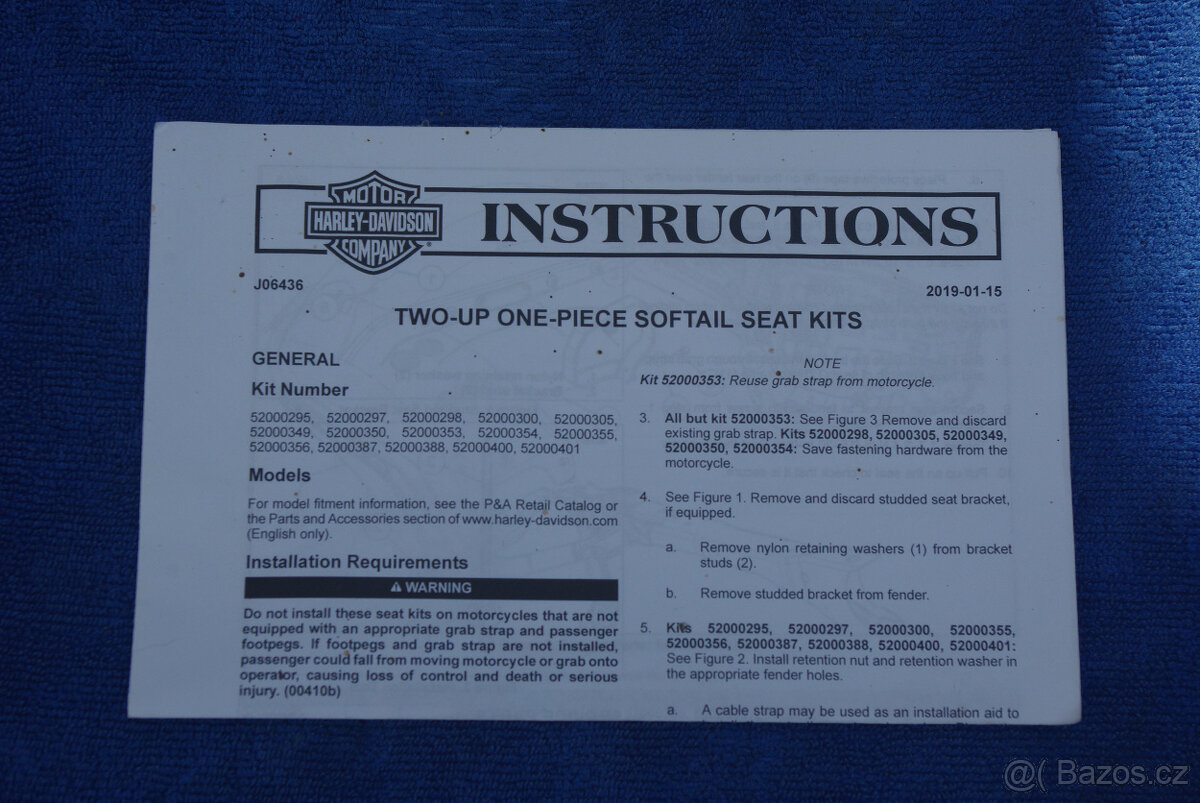 MOTOR
HARLEY-DAVIDSON
COMPANY
®
INSTRUCTIONS
J06436
2019-01-15
TWO-UP ONE-PIECE SOFTAIL SEAT KITS
GENERAL
Kit Number
52000295, 52000297, 52000298, 52000300, 52000305,
52000349, 52000350, 52000353, 52000354, 52000355,
52000356, 52000387, 52000388, 52000400, 52000401
Models
For model fitment information, see the P&A Retail Catalog or
the Parts and Accessories section of www.harley-davidson.com
(English only).
Installation Requirements
⚠ WARNING
Do not install these seat kits on motorcycles that are not
equipped with an appropriate grab strap and passenger
footpegs. If footpegs and grab strap are not installed,
passenger could fall from moving motorcycle or grab onto
operator, causing loss of control and death or serious
injury. (00410b)
NOTE
Kit 52000353: Reuse grab strap from motorcycle.
3. All but kit 52000353: See Figure 3 Remove and discard
existing grab strap. Kits 52000298, 52000305, 52000349,
52000350, 52000354: Save fastening hardware from the
motorcycle.
4. See Figure 1. Remove and discard studded seat bracket,
if equipped.
a. Remove nylon retaining washers (1) from bracket
studs (2).
b. Remove studded bracket from fender.
5. Kits 52000295, 52000297, 52000300, 52000355,
52000356, 52000387, 52000388, 52000400, 52000401:
See Figure 2. Install retention nut and retention washer in
the appropriate fender holes.
a. A cable strap may be used as an installation aid to
@( Bazos.cz